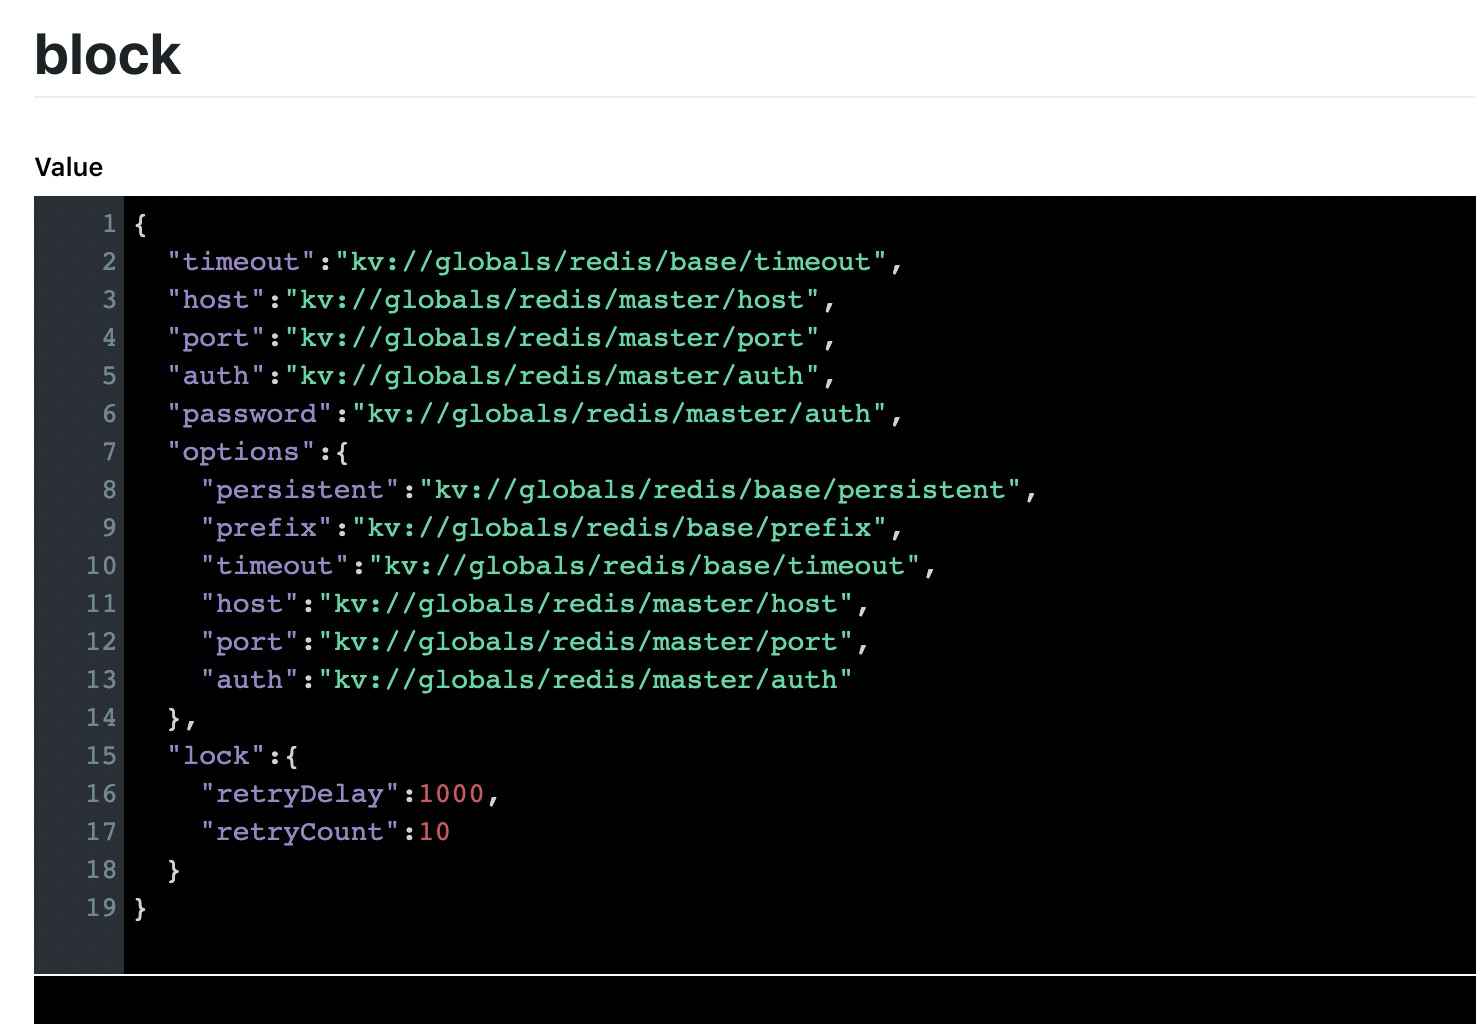 block
Value
1 {
2   "timeout":"kv://globals/redis/base/timeout",
3   "host":"kv://globals/redis/master/host",
4   "port":"kv://globals/redis/master/port",
5   "auth":"kv://globals/redis/master/auth",
6   "password":"kv://globals/redis/master/auth",
7   "options":{
8     "persistent":"kv://globals/redis/base/persistent",
9     "prefix":"kv://globals/redis/base/prefix",
10     "timeout":"kv://globals/redis/base/timeout",
11     "host":"kv://globals/redis/master/host",
12     "port":"kv://globals/redis/master/port",
13     "auth":"kv://globals/redis/master/auth"
14   },
15   "lock":{
16     "retryDelay":1000,
17     "retryCount":10
18   }
19 }